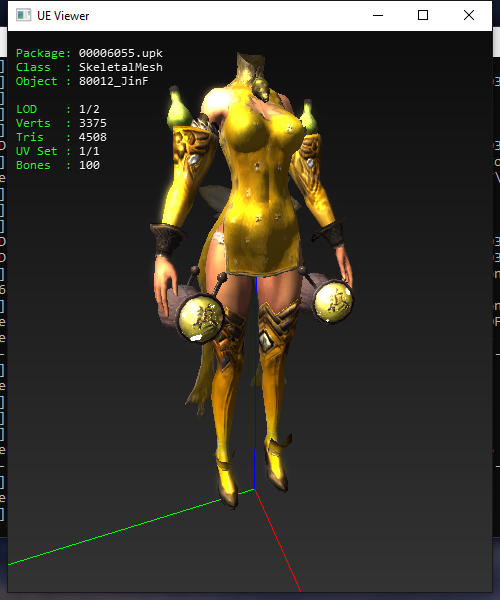 UE Viewer
Package: 00006055.upk
Class : SkeletalMesh
Object : 80012_JinF
LOD : 1/2
Verts : 3375
Tris : 4508
UV Set : 1/1
Bones : 100